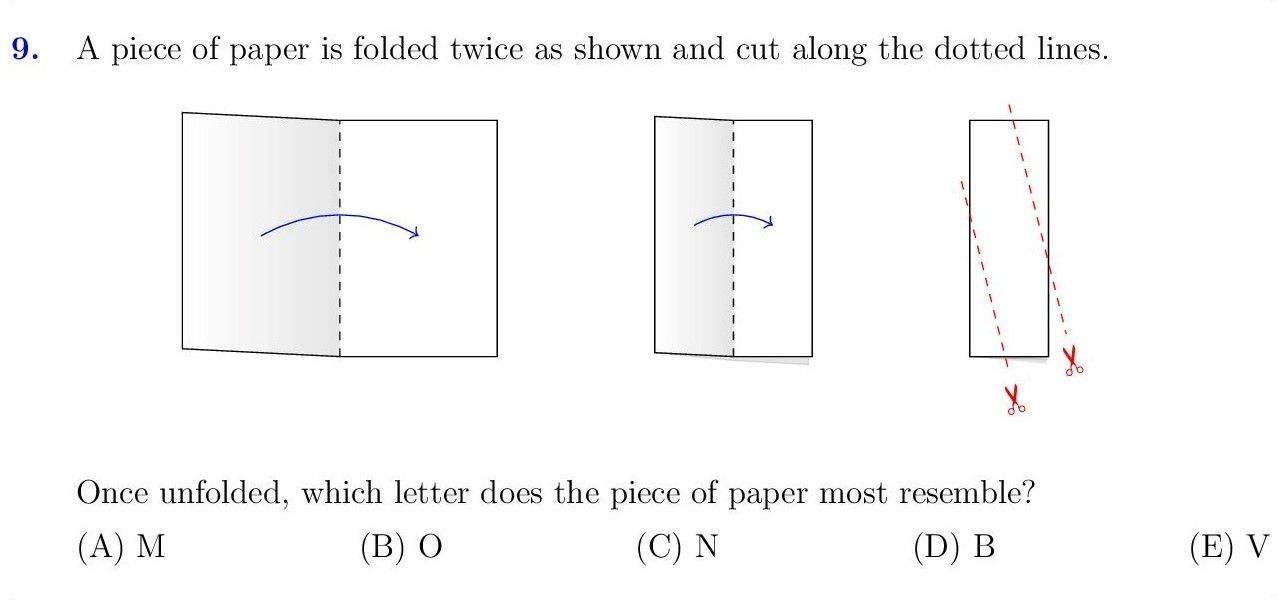 9. A piece of paper is folded twice as shown and cut along the dotted lines.
Once unfolded, which letter does the piece of paper most resemble?
(A) M (B) O (C) N (D) B (E) V